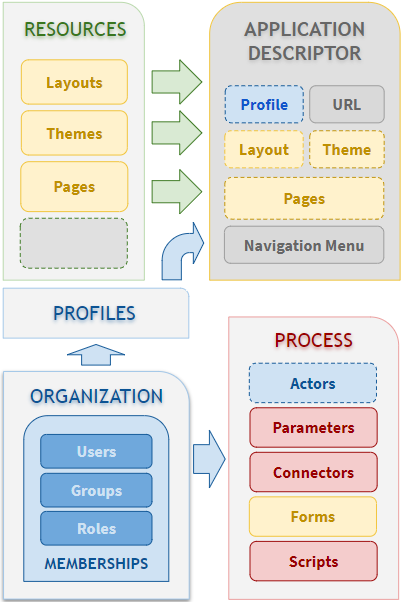 RESOURCES
Layouts
Themes
Pages
APPLICATION
DESCRIPTOR
Profile
URL
Layout
Theme
Pages
Navigation Menu
PROFILES
ORGANIZATION
Users
Groups
Roles
MEMBERSHIPS
PROCESS
Actors
Parameters
Connectors
Forms
Scripts